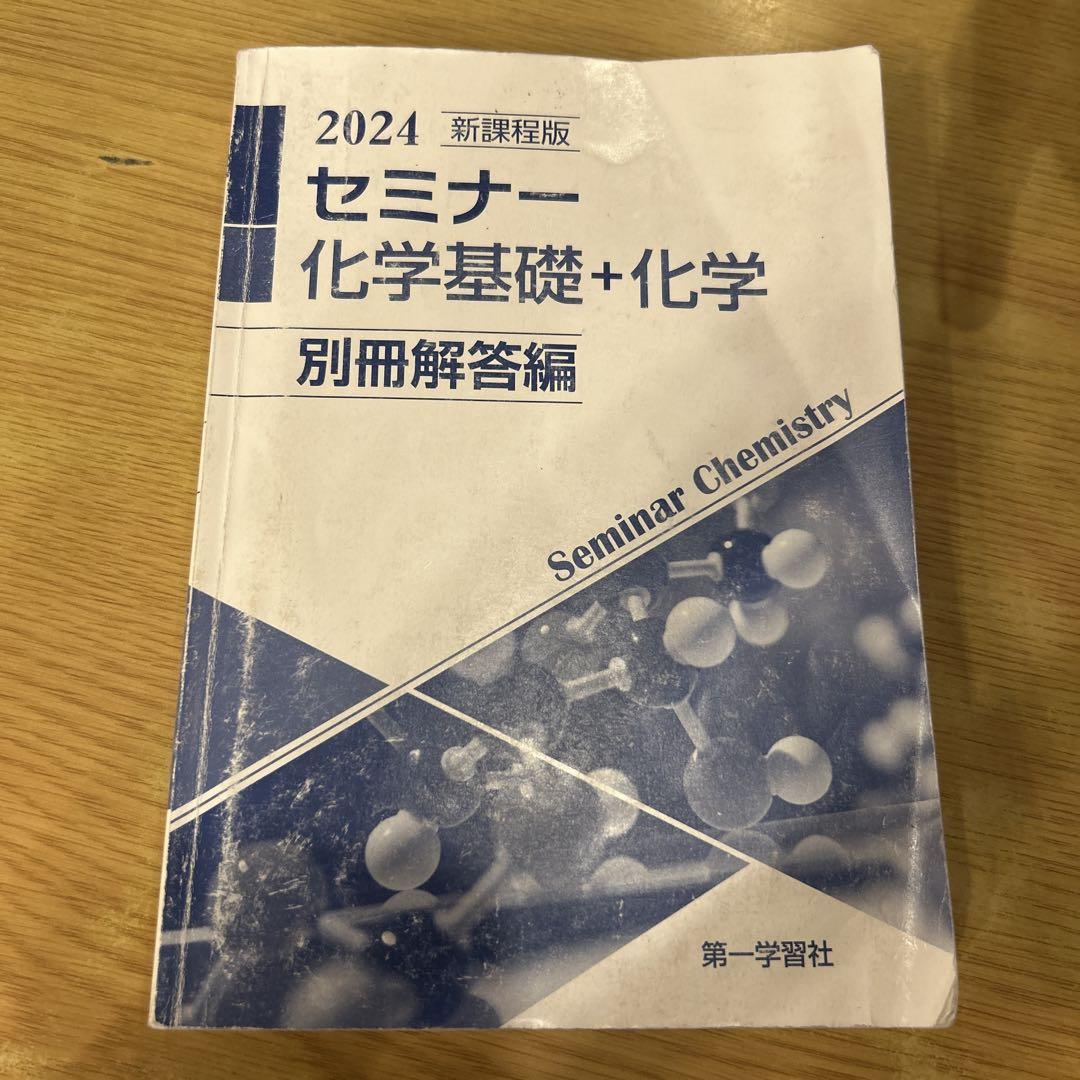 2024 新課程版
セミナー
化学基礎+化学
別冊解答編
Seminar Chemistry
第一学習社